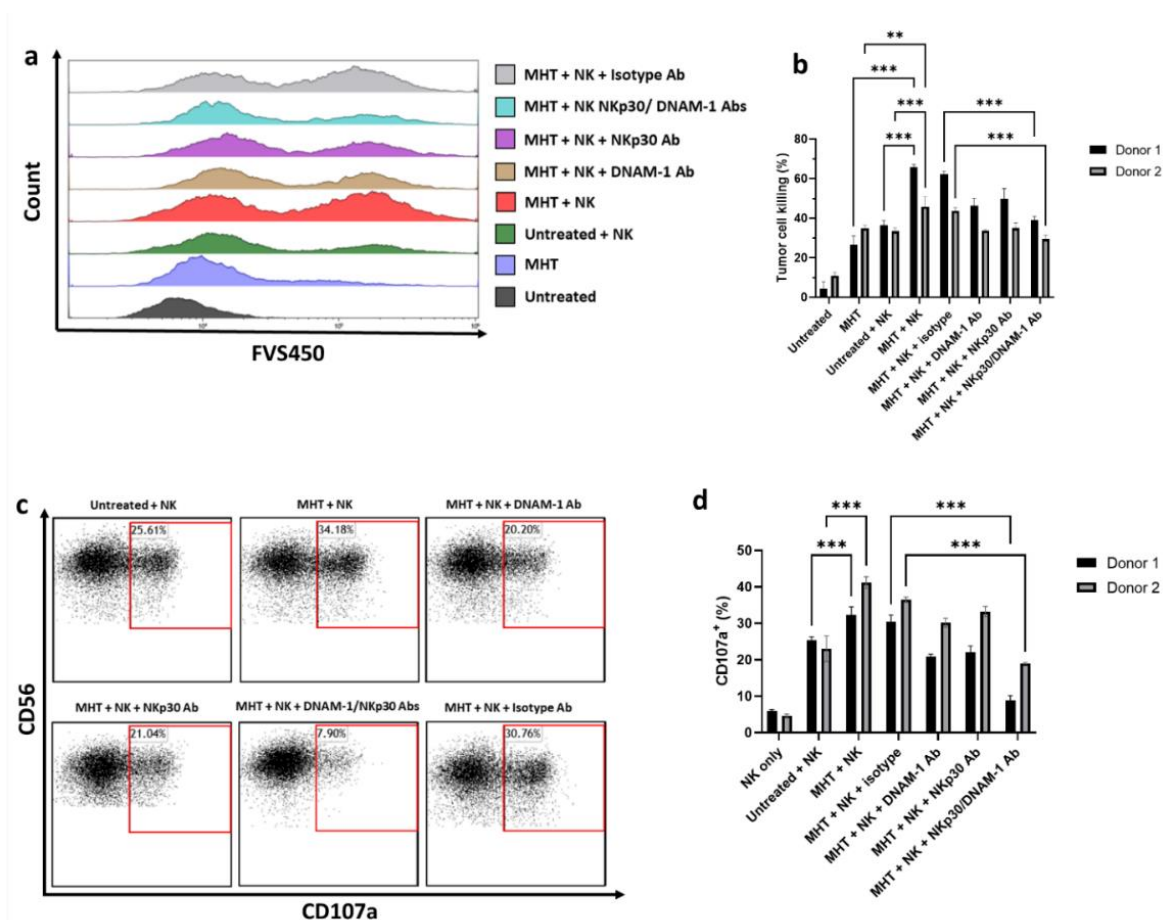 a
Count
FVS450
MHT + NK + Isotype Ab
MHT + NK NKp30/ DNAM-1 Abs
MHT + NK + NKp30 Ab
MHT + NK + DNAM-1 Ab
MHT + NK
Untreated + NK
MHT
Untreated
b
**
***
***
***
***
***
Tumor cell killing (%)
80
60
40
20
0
Donor 1
Donor 2
Untreated
MHT
Untreated + NK
MHT + NK
MHT + NK + isotype
MHT + NK + DNAM-1 Ab
MHT + NK + NKp30 Ab
MHT + NK + NKp30/DNAM-1 Ab
c
CD56
CD107a
Untreated + NK
25.61%
MHT + NK
34.18%
MHT + NK + DNAM-1 Ab
20.20%
MHT + NK + NKp30 Ab
21.04%
MHT + NK + DNAM-1/NKp30 Abs
7.90%
MHT + NK + Isotype Ab
30.76%
d
***
***
***
***
CD107a+ (%)
50
40
30
20
10
0
Donor 1
Donor 2
NK only
Untreated + NK
MHT + NK
MHT + NK + isotype
MHT + NK + DNAM-1 Ab
MHT + NK + NKp30 Ab
MHT + NK + NKp30/DNAM-1 Ab